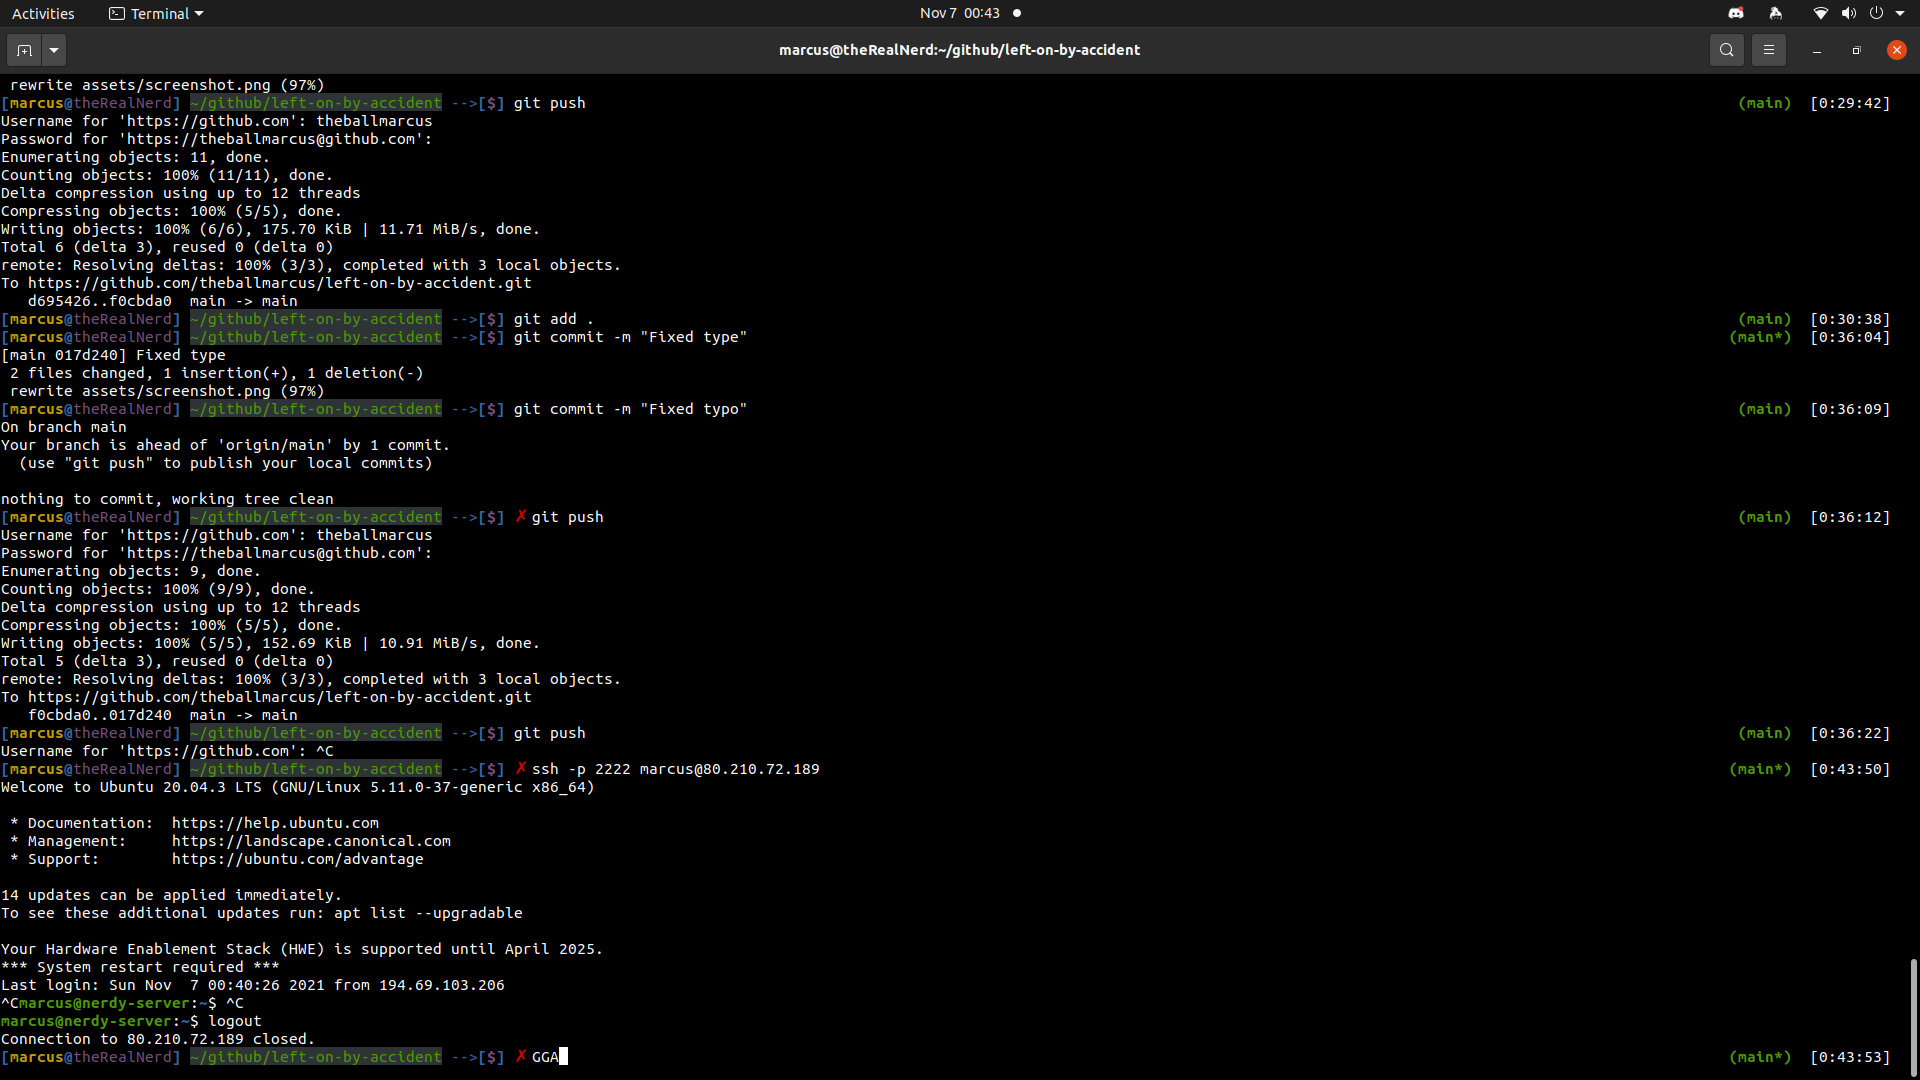 Activities Terminal Nov 7 00:43
marcus@theRealNerd:~/github/left-on-by-accident
 rewrite assets/screenshot.png (97%)
[marcus@theRealNerd] ~/github/left-on-by-accident -->[$] git push (main) [0:29:42]
Username for 'https://github.com': theballmarcus
Password for 'https://theballmarcus@github.com':
Enumerating objects: 11, done.
Counting objects: 100% (11/11), done.
Delta compression using up to 12 threads
Compressing objects: 100% (5/5), done.
Writing objects: 100% (6/6), 175.70 KiB | 11.71 MiB/s, done.
Total 6 (delta 3), reused 0 (delta 0)
remote: Resolving deltas: 100% (3/3), completed with 3 local objects.
To https://github.com/theballmarcus/left-on-by-accident.git
   d695426..f0cbda0  main -> main
[marcus@theRealNerd] ~/github/left-on-by-accident -->[$] git add . (main) [0:30:38]
[marcus@theRealNerd] ~/github/left-on-by-accident -->[$] git commit -m "Fixed type" (main*) [0:36:04]
[main 017d240] Fixed type
 2 files changed, 1 insertion(+), 1 deletion(-)
 rewrite assets/screenshot.png (97%)
[marcus@theRealNerd] ~/github/left-on-by-accident -->[$] git commit -m "Fixed typo" (main) [0:36:09]
On branch main
Your branch is ahead of 'origin/main' by 1 commit.
  (use "git push" to publish your local commits)
nothing to commit, working tree clean
[marcus@theRealNerd] ~/github/left-on-by-accident -->[$] ✗ git push (main) [0:36:12]
Username for 'https://github.com': theballmarcus
Password for 'https://theballmarcus@github.com':
Enumerating objects: 9, done.
Counting objects: 100% (9/9), done.
Delta compression using up to 12 threads
Compressing objects: 100% (5/5), done.
Writing objects: 100% (5/5), 152.69 KiB | 10.91 MiB/s, done.
Total 5 (delta 3), reused 0 (delta 0)
remote: Resolving deltas: 100% (3/3), completed with 3 local objects.
To https://github.com/theballmarcus/left-on-by-accident.git
   f0cbda0..017d240  main -> main
[marcus@theRealNerd] ~/github/left-on-by-accident -->[$] git push (main) [0:36:22]
Username for 'https://github.com': ^C
[marcus@theRealNerd] ~/github/left-on-by-accident -->[$] ✗ ssh -p 2222 marcus@80.210.72.189 (main*) [0:43:50]
Welcome to Ubuntu 20.04.3 LTS (GNU/Linux 5.11.0-37-generic x86_64)
 * Documentation:  https://help.ubuntu.com
 * Management:     https://landscape.canonical.com
 * Support:        https://ubuntu.com/advantage
14 updates can be applied immediately.
To see these additional updates run: apt list --upgradable
Your Hardware Enablement Stack (HWE) is supported until April 2025.
*** System restart required ***
Last login: Sun Nov  7 00:40:26 2021 from 194.69.103.206
^Cmarcus@nerdy-server:~$ ^C
marcus@nerdy-server:~$ logout
Connection to 80.210.72.189 closed.
[marcus@theRealNerd] ~/github/left-on-by-accident -->[$] ✗ GGA (main*) [0:43:53]